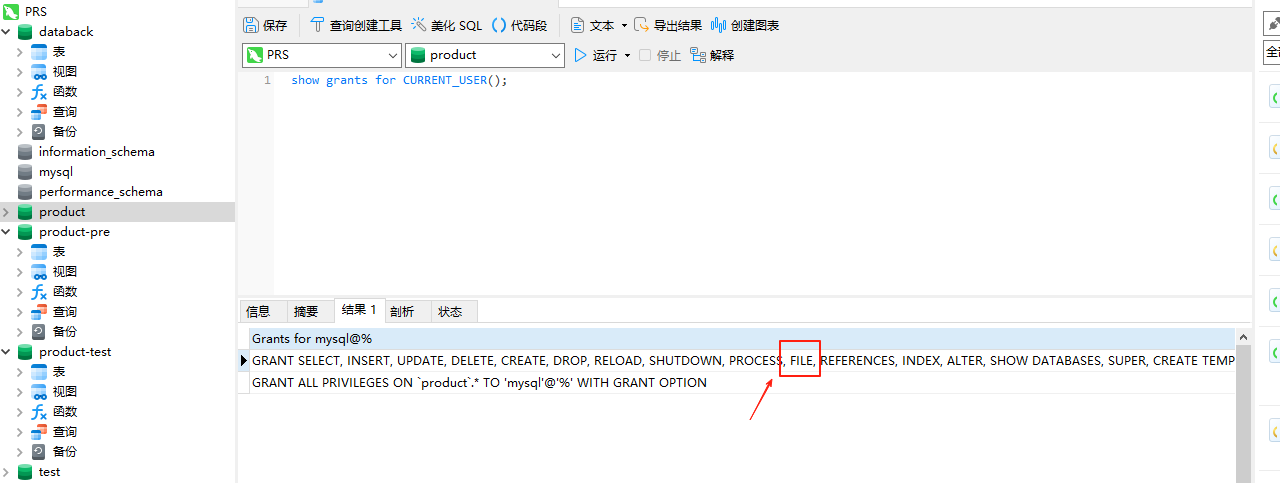 PRS
databack
表
视图
函数
查询
备份
information_schema
mysql
performance_schema
product
product-pre
表
视图
函数
查询
备份
product-test
表
视图
函数
查询
备份
test
保存 查询创建工具 美化 SQL 代码段 文本 导出结果 创建图表
PRS product 运行 停止 解释
1 show grants for CURRENT_USER();
信息 摘要 结果 1 剖析 状态
Grants for mysql@%
GRANT SELECT, INSERT, UPDATE, DELETE, CREATE, DROP, RELOAD, SHUTDOWN, PROCESS, FILE, REFERENCES, INDEX, ALTER, SHOW DATABASES, SUPER, CREATE TEMP
GRANT ALL PRIVILEGES ON `product`.* TO 'mysql'@'%' WITH GRANT OPTION